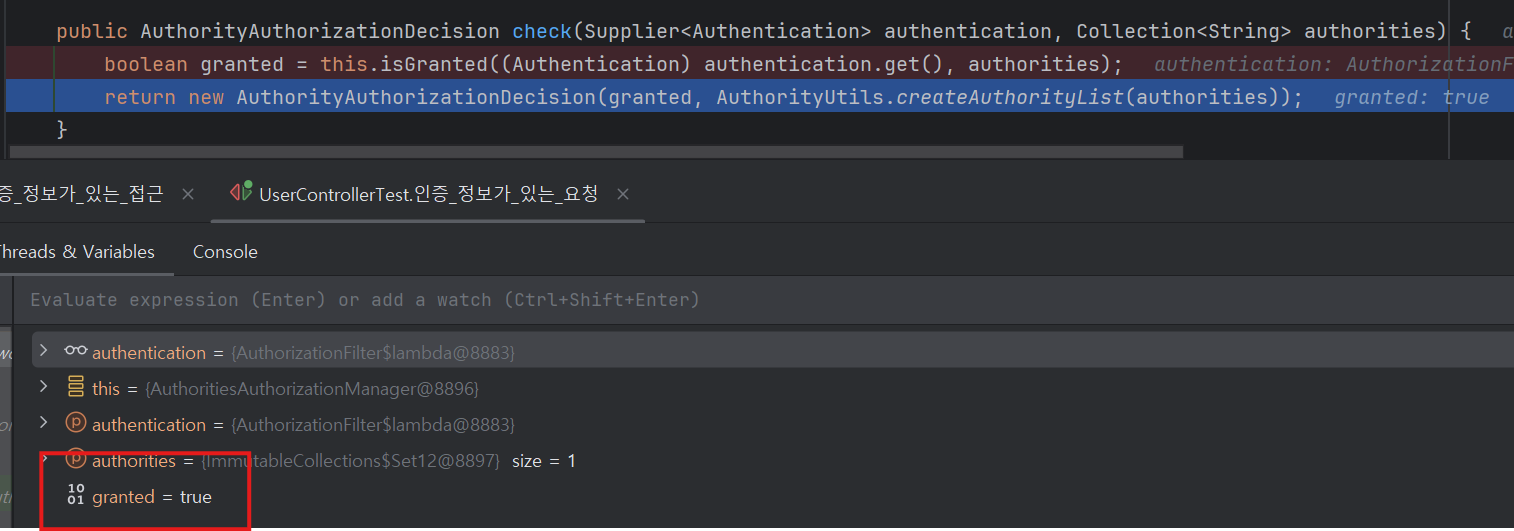 public AuthorityAuthorizationDecision check(Supplier<Authentication> authentication, Collection<String> authorities) { a
boolean granted = this.isGranted((Authentication) authentication.get(), authorities); authentication: AuthorizationF
return new AuthorityAuthorizationDecision(granted, AuthorityUtils.createAuthorityList(authorities)); granted: true
}
증_정보가_있는_접근 × UserControllerTest.인증_정보가_있는_요청 ×
Threads & Variables Console
Evaluate expression (Enter) or add a watch (Ctrl+Shift+Enter)
authentication = {AuthorizationFilter$lambda@8883}
this = {AuthoritiesAuthorizationManager@8896}
authentication = {AuthorizationFilter$lambda@8883}
authorities = {ImmutableCollections$Set12@8897} size = 1
granted = true